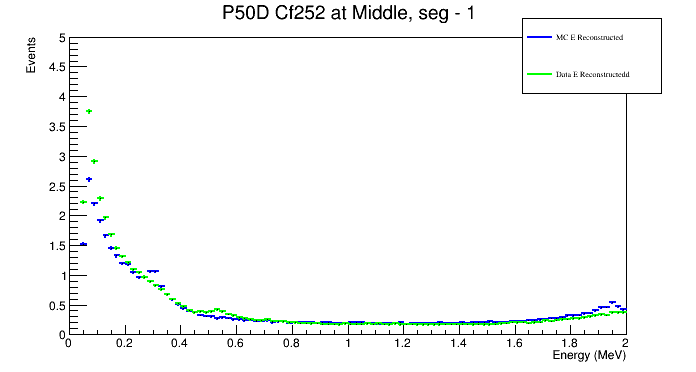 P50D Cf252 at Middle, seg - 1
MC E Reconstructed
Data E Reconstructedd
Events
5
4.5
4
3.5
3
2.5
2
1.5
1
0.5
0
0 0.2 0.4 0.6 0.8 1 1.2 1.4 1.6 1.8 2
Energy (MeV)